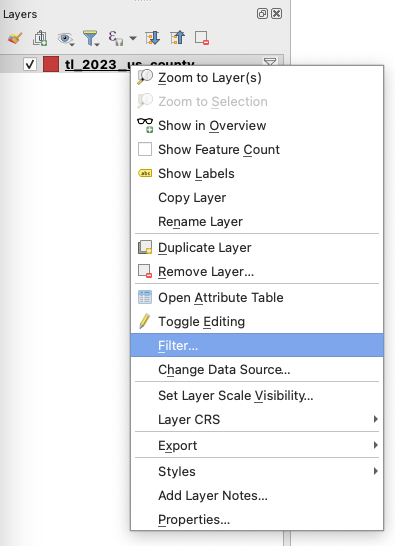 Layers
tl_2023_us_county
Zoom to Layer(s)
Zoom to Selection
Show in Overview
Show Feature Count
abc Show Labels
Copy Layer
Rename Layer
Duplicate Layer
Remove Layer...
Open Attribute Table
Toggle Editing
Filter...
Change Data Source...
Set Layer Scale Visibility...
Layer CRS
Export
Styles
Add Layer Notes...
Properties...